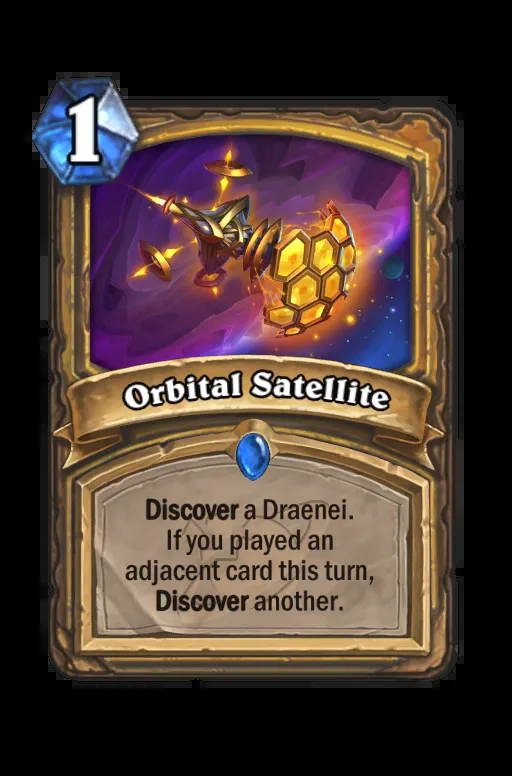 1
Orbital Satellite
Discover a Draenei.
If you played an
adjacent card this turn,
Discover another.